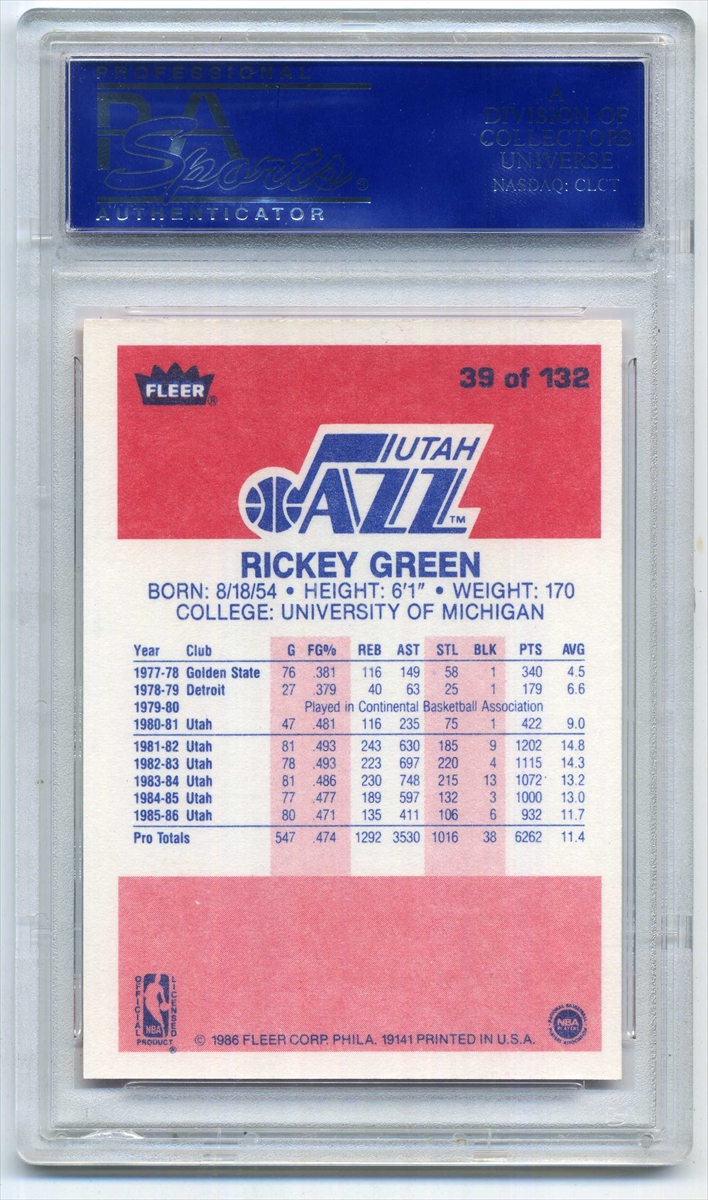 PROFESSIONAL
PSA
Sports®
AUTHENTICATOR
A
DIVISION OF
COLLECTORS
UNIVERSE
NASDAQ: CLCT
FLEER®
39 of 132
UTAH
JAZZ™
RICKEY GREEN
BORN: 8/18/54 • HEIGHT: 6'1" • WEIGHT: 170
COLLEGE: UNIVERSITY OF MICHIGAN
Year Club G FG% REB AST STL BLK PTS AVG
1977-78 Golden State 76 .381 116 149 58 1 340 4.5
1978-79 Detroit 27 .379 40 63 25 1 179 6.6
1979-80 Played in Continental Basketball Association
1980-81 Utah 47 .481 116 235 75 1 422 9.0
1981-82 Utah 81 .493 243 630 185 9 1202 14.8
1982-83 Utah 78 .493 223 697 220 4 1115 14.3
1983-84 Utah 81 .486 230 748 215 13 1072 13.2
1984-85 Utah 77 .477 189 597 132 3 1000 13.0
1985-86 Utah 80 .471 135 411 106 6 932 11.7
Pro Totals 547 .474 1292 3530 1016 38 6262 11.4
OFFICIAL LICENSED
NBA
PRODUCT®
© 1986 FLEER CORP. PHILA. 19141 PRINTED IN U.S.A.
NATIONAL BASKETBALL
NBA
PLAYERS
ASSOCIATION